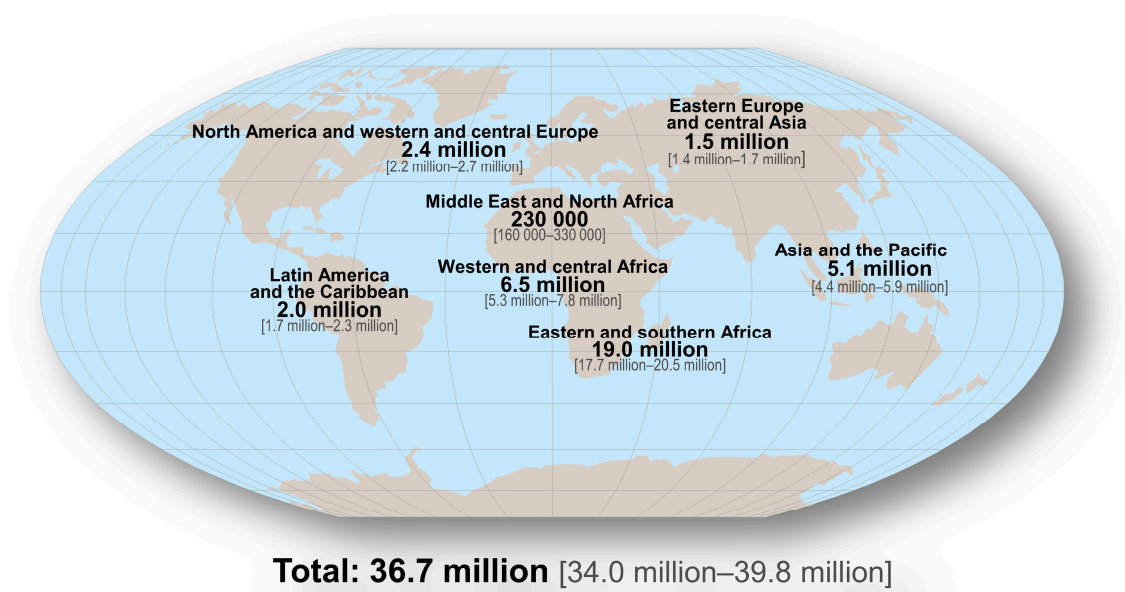 North America and western and central Europe
2.4 million
[2.2 million–2.7 million]
Eastern Europe
and central Asia
1.5 million
[1.4 million–1.7 million]
Middle East and North Africa
230 000
[160 000–330 000]
Western and central Africa
6.5 million
[5.3 million–7.8 million]
Asia and the Pacific
5.1 million
[4.4 million–5.9 million]
Latin America
and the Caribbean
2.0 million
[1.7 million–2.3 million]
Eastern and southern Africa
19.0 million
[17.7 million–20.5 million]
Total: 36.7 million [34.0 million–39.8 million]